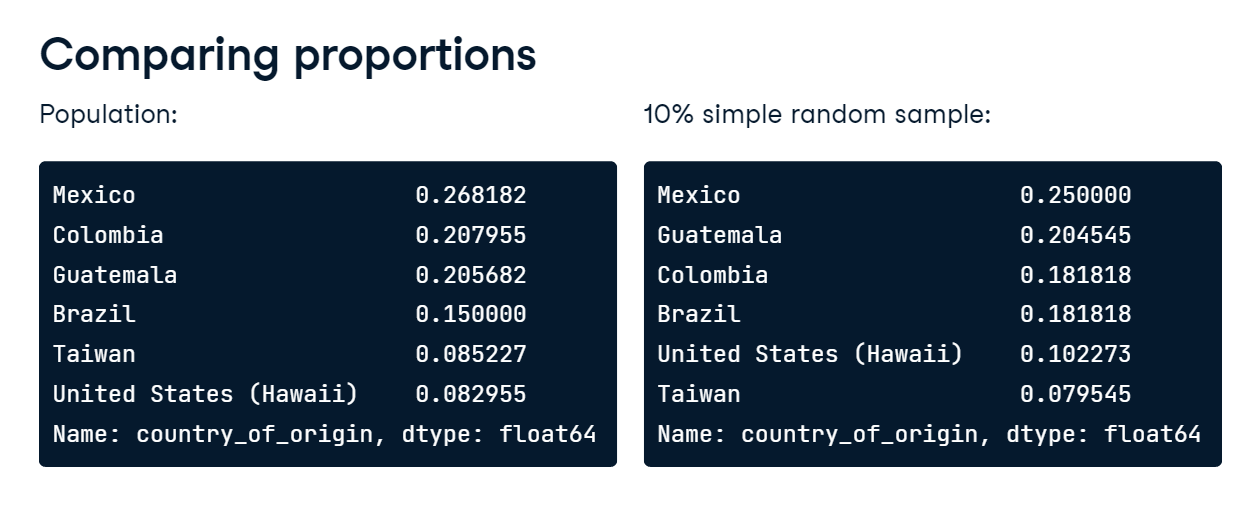 Comparing proportions
Population:
Mexico 0.268182
Colombia 0.207955
Guatemala 0.205682
Brazil 0.150000
Taiwan 0.085227
United States (Hawaii) 0.082955
Name: country_of_origin, dtype: float64
10% simple random sample:
Mexico 0.250000
Guatemala 0.204545
Colombia 0.181818
Brazil 0.181818
United States (Hawaii) 0.102273
Taiwan 0.079545
Name: country_of_origin, dtype: float64